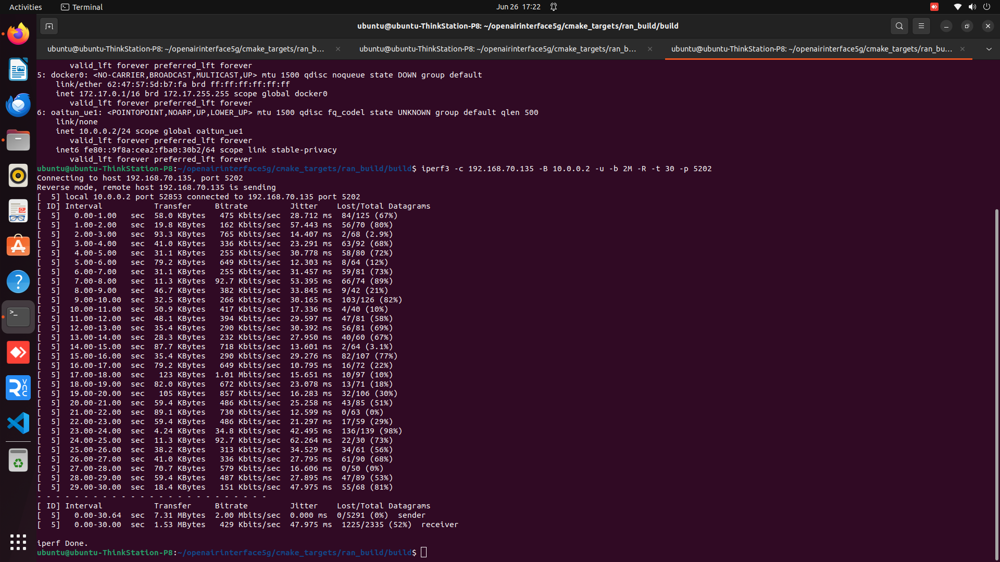 Activities
Terminal
Jun 26 17:22
ubuntu@ubuntu-ThinkStation-P8: ~/openairinterface5g/cmake_targets/ran_build/build
ubuntu@ubuntu-ThinkStation-P8: ~/openairinterface5g/cmake_targets/ran_b...
ubuntu@ubuntu-ThinkStation-P8: ~/openairinterface5g/cmake_targets/ran_b...
ubuntu@ubuntu-ThinkStation-P8: ~/openairinterface5g/cmake_targets/ran_bu...
       valid_lft forever preferred_lft forever
5: docker0: <NO-CARRIER,BROADCAST,MULTICAST,UP> mtu 1500 qdisc noqueue state DOWN group default
    link/ether 62:47:57:5d:b7:fa brd ff:ff:ff:ff:ff:ff
    inet 172.17.0.1/16 brd 172.17.255.255 scope global docker0
       valid_lft forever preferred_lft forever
6: oaitun_ue1: <POINTOPOINT,NOARP,UP,LOWER_UP> mtu 1500 qdisc fq_codel state UNKNOWN group default qlen 500
    link/none
    inet 10.0.0.2/24 scope global oaitun_ue1
       valid_lft forever preferred_lft forever
    inet6 fe80::9f8a:cea2:fba0:30b2/64 scope link stable-privacy
       valid_lft forever preferred_lft forever
ubuntu@ubuntu-ThinkStation-P8:~/openairinterface5g/cmake_targets/ran_build/build$ iperf3 -c 192.168.70.135 -B 10.0.0.2 -u -b 2M -R -t 30 -p 5202
Connecting to host 192.168.70.135, port 5202
Reverse mode, remote host 192.168.70.135 is sending
[  5] local 10.0.0.2 port 52853 connected to 192.168.70.135 port 5202
[ ID] Interval           Transfer     Bitrate         Jitter    Lost/Total Datagrams
[  5]   0.00-1.00   sec  58.0 KBytes   475 Kbits/sec  28.712 ms  84/125 (67%)
[  5]   1.00-2.00   sec  19.8 KBytes   162 Kbits/sec  57.443 ms  56/70 (80%)
[  5]   2.00-3.00   sec  93.3 KBytes   765 Kbits/sec  14.407 ms  2/68 (2.9%)
[  5]   3.00-4.00   sec  41.0 KBytes   336 Kbits/sec  23.291 ms  63/92 (68%)
[  5]   4.00-5.00   sec  31.1 KBytes   255 Kbits/sec  30.778 ms  58/80 (72%)
[  5]   5.00-6.00   sec  79.2 KBytes   649 Kbits/sec  12.303 ms  8/64 (12%)
[  5]   6.00-7.00   sec  31.1 KBytes   255 Kbits/sec  31.457 ms  59/81 (73%)
[  5]   7.00-8.00   sec  11.3 KBytes  92.7 Kbits/sec  53.395 ms  66/74 (89%)
[  5]   8.00-9.00   sec  46.7 KBytes   382 Kbits/sec  33.845 ms  9/42 (21%)
[  5]   9.00-10.00  sec  32.5 KBytes   266 Kbits/sec  30.165 ms  103/126 (82%)
[  5]  10.00-11.00  sec  50.9 KBytes   417 Kbits/sec  17.336 ms  4/40 (10%)
[  5]  11.00-12.00  sec  48.1 KBytes   394 Kbits/sec  29.597 ms  47/81 (58%)
[  5]  12.00-13.00  sec  35.4 KBytes   290 Kbits/sec  30.392 ms  56/81 (69%)
[  5]  13.00-14.00  sec  28.3 KBytes   232 Kbits/sec  27.950 ms  40/60 (67%)
[  5]  14.00-15.00  sec  87.7 KBytes   718 Kbits/sec  13.601 ms  2/64 (3.1%)
[  5]  15.00-16.00  sec  35.4 KBytes   290 Kbits/sec  29.276 ms  82/107 (77%)
[  5]  16.00-17.00  sec  79.2 KBytes   649 Kbits/sec  10.795 ms  16/72 (22%)
[  5]  17.00-18.00  sec   123 KBytes  1.01 Mbits/sec  15.651 ms  10/97 (10%)
[  5]  18.00-19.00  sec  82.0 KBytes   672 Kbits/sec  23.078 ms  13/71 (18%)
[  5]  19.00-20.00  sec   105 KBytes   857 Kbits/sec  16.283 ms  32/106 (30%)
[  5]  20.00-21.00  sec  59.4 KBytes   486 Kbits/sec  25.258 ms  43/85 (51%)
[  5]  21.00-22.00  sec  89.1 KBytes   730 Kbits/sec  12.599 ms  0/63 (0%)
[  5]  22.00-23.00  sec  59.4 KBytes   486 Kbits/sec  21.297 ms  17/59 (29%)
[  5]  23.00-24.00  sec  4.24 KBytes  34.8 Kbits/sec  42.495 ms  136/139 (98%)
[  5]  24.00-25.00  sec  11.3 KBytes  92.7 Kbits/sec  62.264 ms  22/30 (73%)
[  5]  25.00-26.00  sec  38.2 KBytes   313 Kbits/sec  34.529 ms  34/61 (56%)
[  5]  26.00-27.00  sec  41.0 KBytes   336 Kbits/sec  27.795 ms  61/90 (68%)
[  5]  27.00-28.00  sec  70.7 KBytes   579 Kbits/sec  16.606 ms  0/50 (0%)
[  5]  28.00-29.00  sec  59.4 KBytes   487 Kbits/sec  27.895 ms  47/89 (53%)
[  5]  29.00-30.00  sec  18.4 KBytes   151 Kbits/sec  47.975 ms  55/68 (81%)
- - - - - - - - - - - - - - - - - - - - - - - - -
[ ID] Interval           Transfer     Bitrate         Jitter    Lost/Total Datagrams
[  5]   0.00-30.64  sec  7.31 MBytes  2.00 Mbits/sec  0.000 ms  0/5291 (0%)  sender
[  5]   0.00-30.00  sec  1.53 MBytes   429 Kbits/sec  47.975 ms  1225/2335 (52%)  receiver
iperf Done.
ubuntu@ubuntu-ThinkStation-P8:~/openairinterface5g/cmake_targets/ran_build/build$